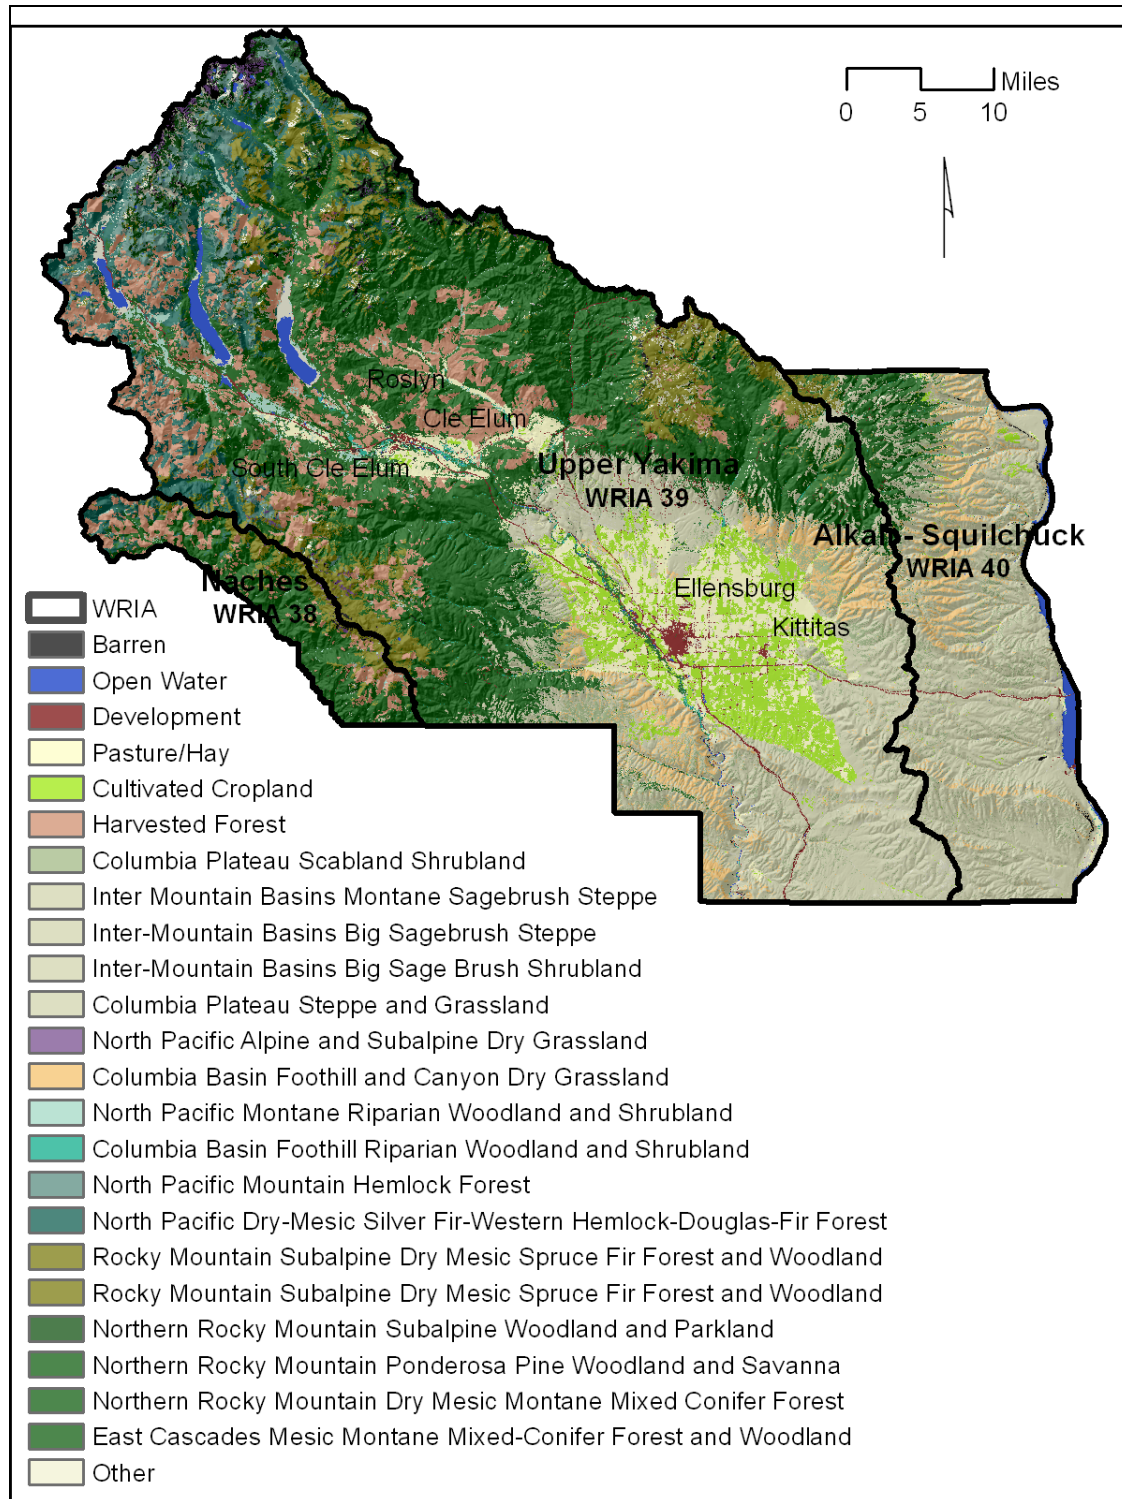 Miles
0 5 10
Roslyn
Cle Elum
South Cle Elum
Upper Yakima
WRIA 39
Alkali - Squilchuck
WRIA 40
Ellensburg
Kittitas
Naches
WRIA 38
WRIA
Barren
Open Water
Development
Pasture/Hay
Cultivated Cropland
Harvested Forest
Columbia Plateau Scabland Shrubland
Inter Mountain Basins Montane Sagebrush Steppe
Inter-Mountain Basins Big Sagebrush Steppe
Inter-Mountain Basins Big Sage Brush Shrubland
Columbia Plateau Steppe and Grassland
North Pacific Alpine and Subalpine Dry Grassland
Columbia Basin Foothill and Canyon Dry Grassland
North Pacific Montane Riparian Woodland and Shrubland
Columbia Basin Foothill Riparian Woodland and Shrubland
North Pacific Mountain Hemlock Forest
North Pacific Dry-Mesic Silver Fir-Western Hemlock-Douglas-Fir Forest
Rocky Mountain Subalpine Dry Mesic Spruce Fir Forest and Woodland
Rocky Mountain Subalpine Dry Mesic Spruce Fir Forest and Woodland
Northern Rocky Mountain Subalpine Woodland and Parkland
Northern Rocky Mountain Ponderosa Pine Woodland and Savanna
Northern Rocky Mountain Dry Mesic Montane Mixed Conifer Forest
East Cascades Mesic Montane Mixed-Conifer Forest and Woodland
Other